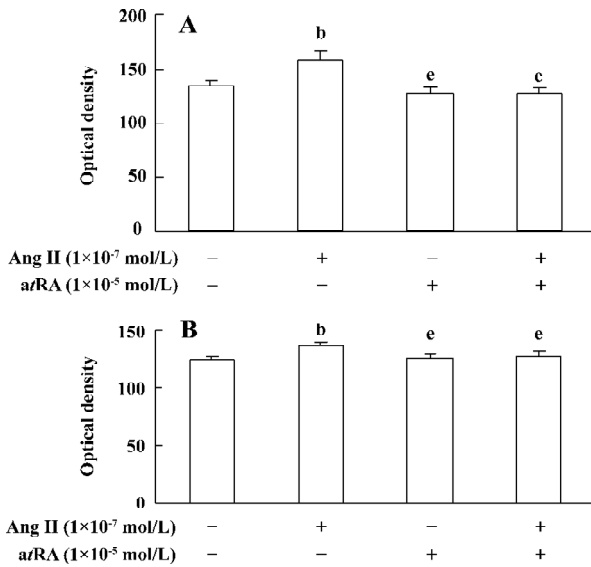 200
A
b
150
e
c
100
50
0
Optical density
Ang II (1×10⁻⁷ mol/L) – + – +
atRA (1×10⁻⁵ mol/L) – – + +
150
B
b
e
e
100
50
0
Optical density
Ang II (1×10⁻⁷ mol/L) – + – +
atRA (1×10⁻⁵ mol/L) – – + +